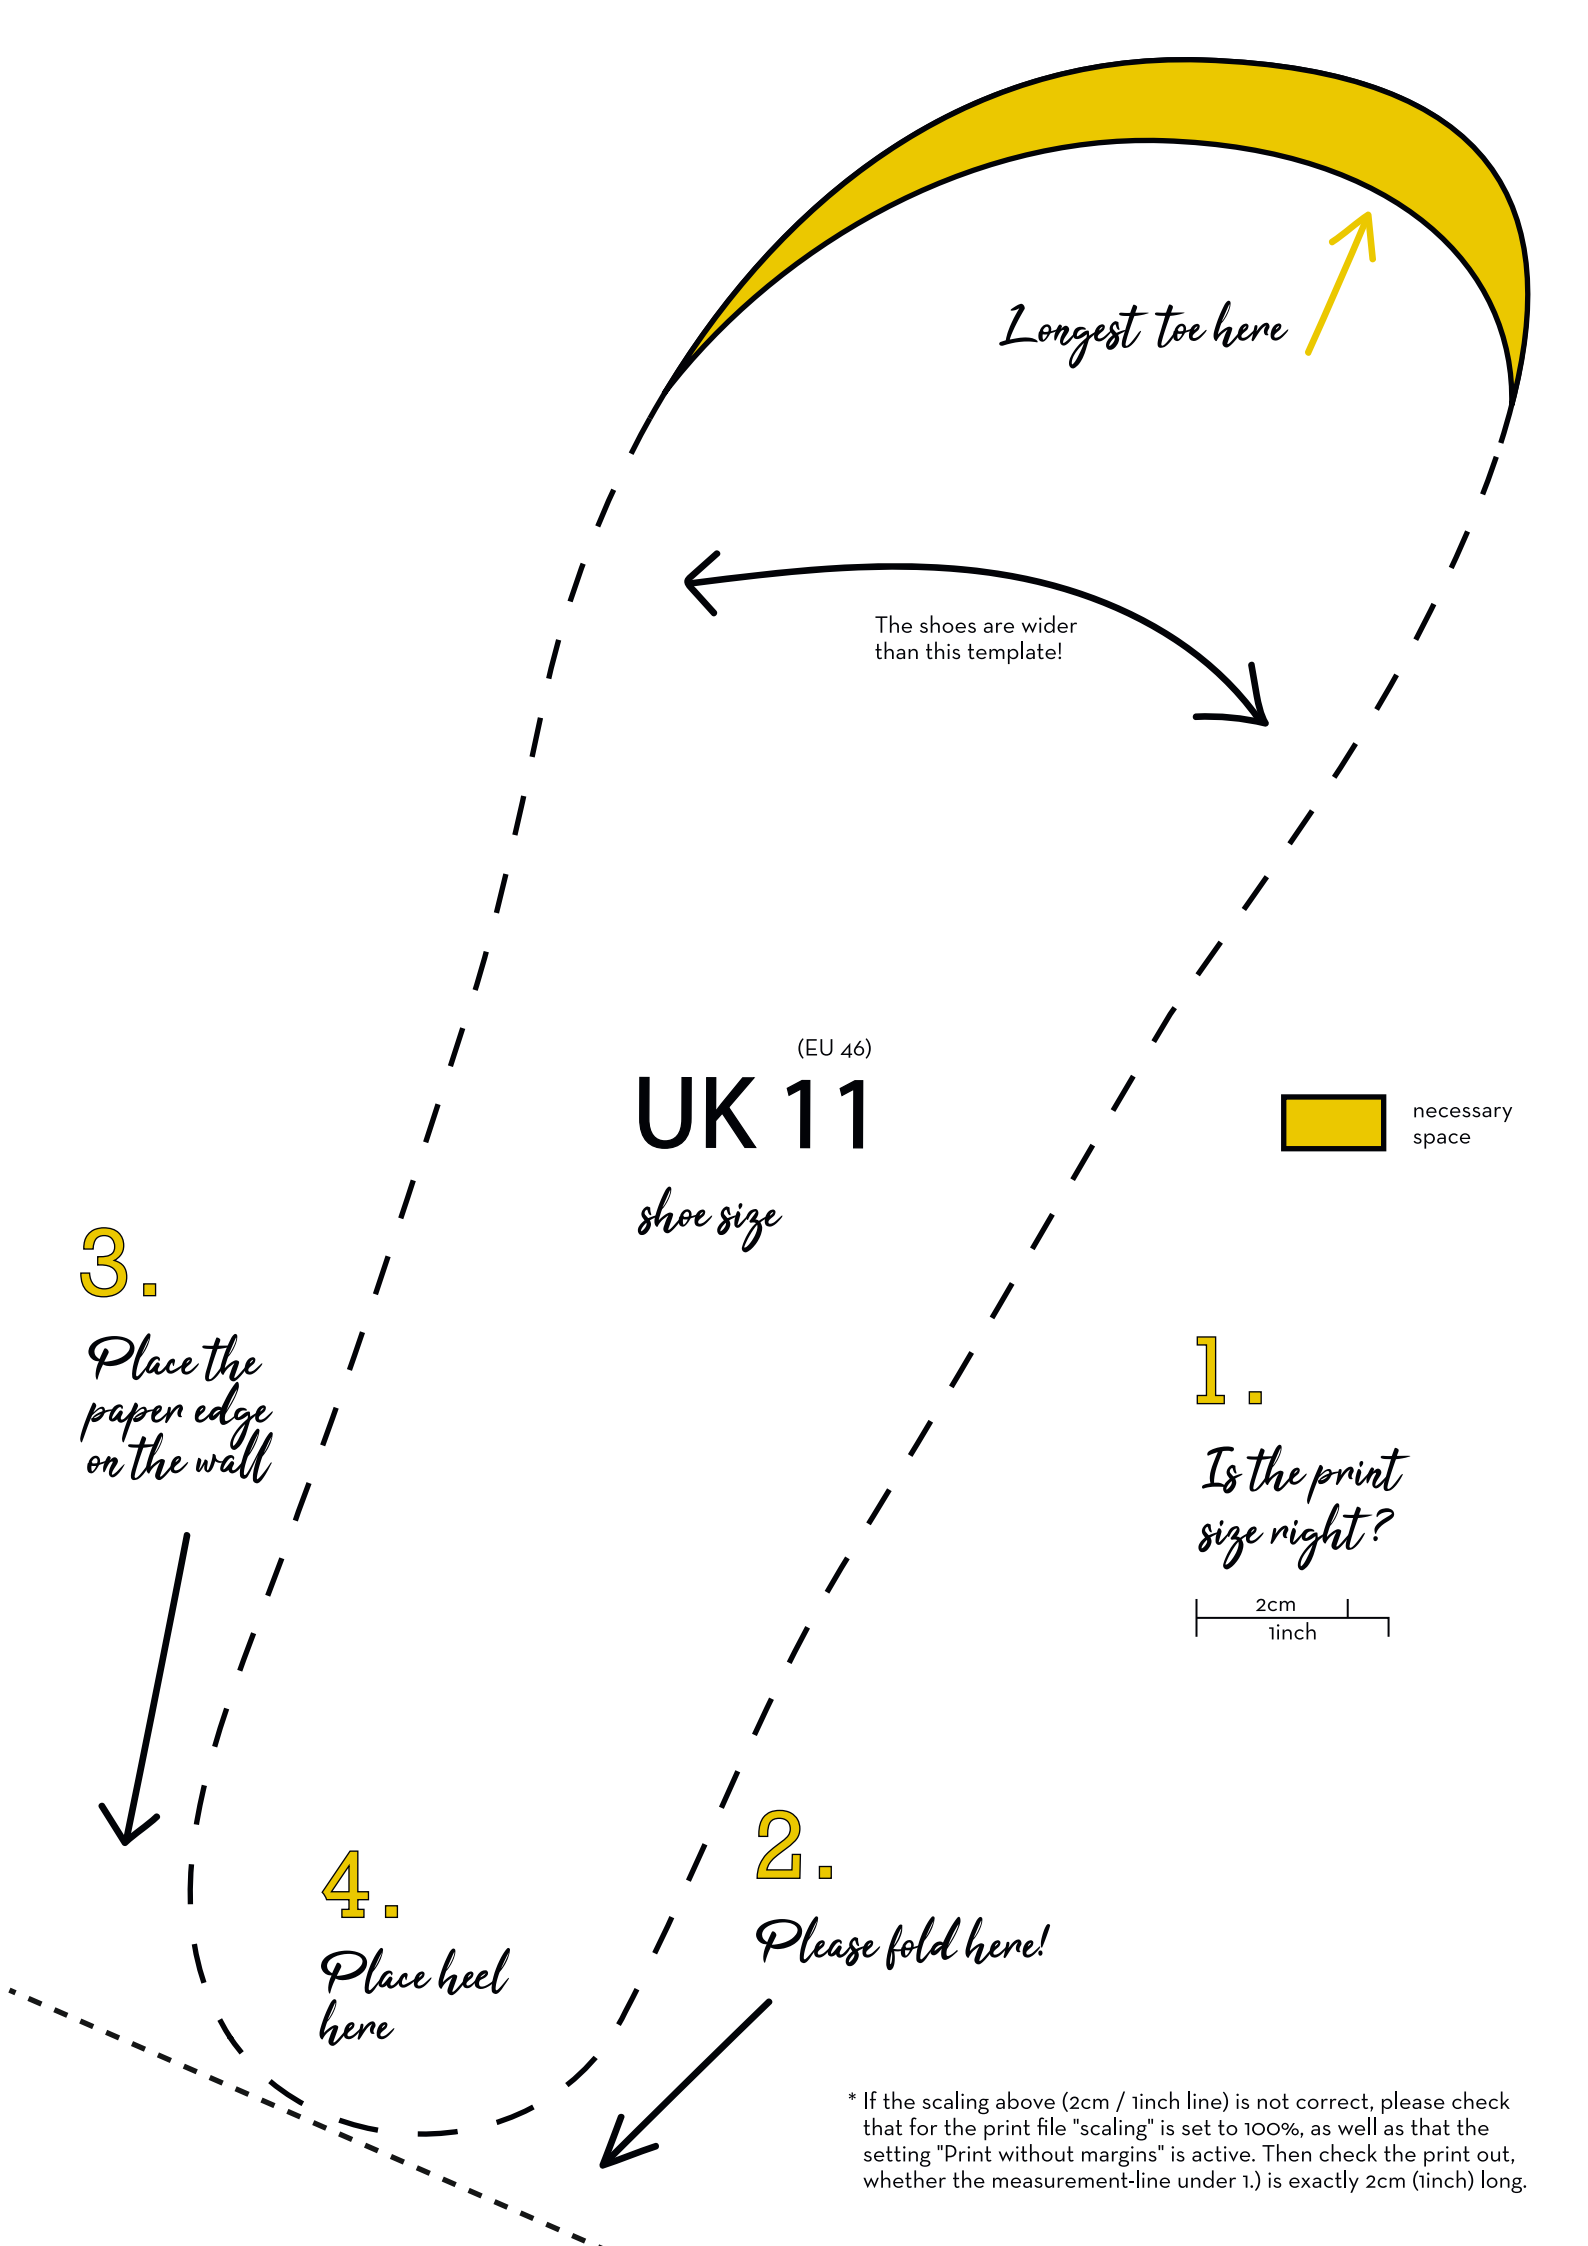 Longest toe here
The shoes are wider
than this template!
(EU 46)
UK 11
shoe size
necessary
space
3.
Place the
paper edge
on the wall
1.
Is the print
size right?
2cm
1inch
4.
Place heel
here
2.
Please fold here!
* If the scaling above (2cm / 1inch line) is not correct, please check
that for the print file "scaling" is set to 100%, as well as that the
setting "Print without margins" is active. Then check the print out,
whether the measurement-line under 1.) is exactly 2cm (1inch) long.